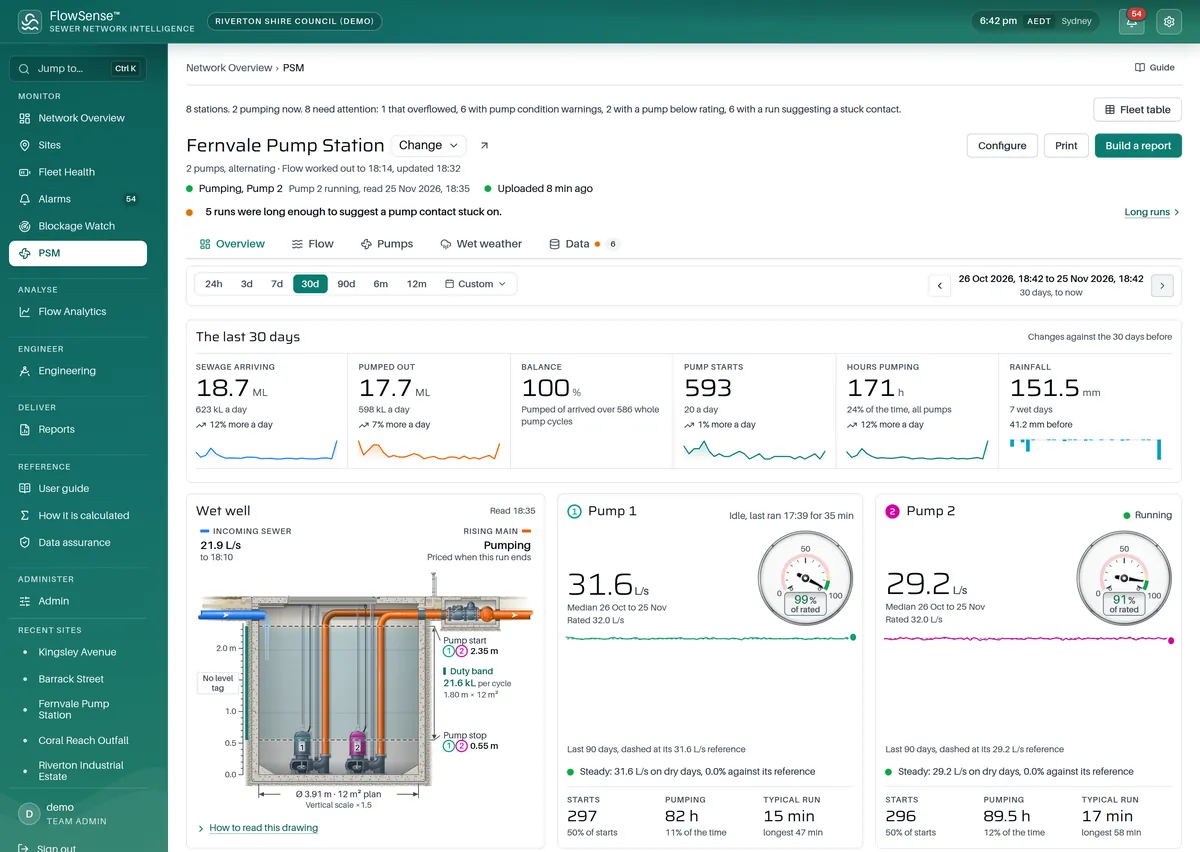 FlowSense™
SEWER NETWORK INTELLIGENCE
RIVERTON SHIRE COUNCIL (DEMO)
6:42 pm AEDT Sydney
54
Jump to... Ctrl K
MONITOR
Network Overview
Sites
Fleet Health
Alarms 54
Blockage Watch
PSM
ANALYSE
Flow Analytics
ENGINEER
Engineering
DELIVER
Reports
REFERENCE
User guide
How it is calculated
Data assurance
ADMINISTER
Admin
RECENT SITES
Kingsley Avenue
Barrack Street
Fernvale Pump
Station
Coral Reach Outfall
Riverton Industrial
Estate
D
demo
TEAM ADMIN
Sign out
Network Overview › PSM
Guide
8 stations. 2 pumping now. 8 need attention: 1 that overflowed, 6 with pump condition warnings, 2 with a pump below rating, 6 with a run suggesting a stuck contact.
Fleet table
Fernvale Pump Station
Change
Configure
Print
Build a report
2 pumps, alternating · Flow worked out to 18:14, updated 18:32
Pumping, Pump 2 Pump 2 running, read 25 Nov 2026, 18:35
Uploaded 8 min ago
5 runs were long enough to suggest a pump contact stuck on.
Long runs
Overview
Flow
Pumps
Wet weather
Data 6
24h 3d 7d 30d 90d 6m 12m Custom
26 Oct 2026, 18:42 to 25 Nov 2026, 18:42
30 days, to now
The last 30 days
Changes against the 30 days before
SEWAGE ARRIVING
18.7 ML
623 kL a day
12% more a day
PUMPED OUT
17.7 ML
598 kL a day
7% more a day
BALANCE
100 %
Pumped of arrived over 586 whole
pump cycles
PUMP STARTS
593
20 a day
1% more a day
HOURS PUMPING
171 h
24% of the time, all pumps
12% more a day
RAINFALL
151.5 mm
7 wet days
41.2 mm before
Wet well
Read 18:35
INCOMING SEWER
21.9 L/s
to 18:10
RISING MAIN
Pumping
Priced when this run ends
2.0 m
No level
tag
1.0
0.5
0.0
1
2
Pump start
1 2 2.35 m
Duty band
21.6 kL per cycle
1.80 m × 12 m²
Pump stop
1 2 0.55 m
Ø 3.91 m · 12 m² plan
Vertical scale ×1.5
How to read this drawing
1 Pump 1
Idle, last ran 17:39 for 35 min
31.6 L/s
Median 26 Oct to 25 Nov
Rated 32.0 L/s
50
0
100
99%
of rated
Last 90 days, dashed at its 31.6 L/s reference
Steady: 31.6 L/s on dry days, 0.0% against its reference
STARTS
297
50% of starts
PUMPING
82 h
11% of the time
TYPICAL RUN
15 min
longest 47 min
2 Pump 2
Running
29.2 L/s
Median 26 Oct to 25 Nov
Rated 32.0 L/s
50
0
100
91%
of rated
Last 90 days, dashed at its 29.2 L/s reference
Steady: 29.2 L/s on dry days, 0.0% against its reference
STARTS
296
50% of starts
PUMPING
89.5 h
12% of the time
TYPICAL RUN
17 min
longest 58 min